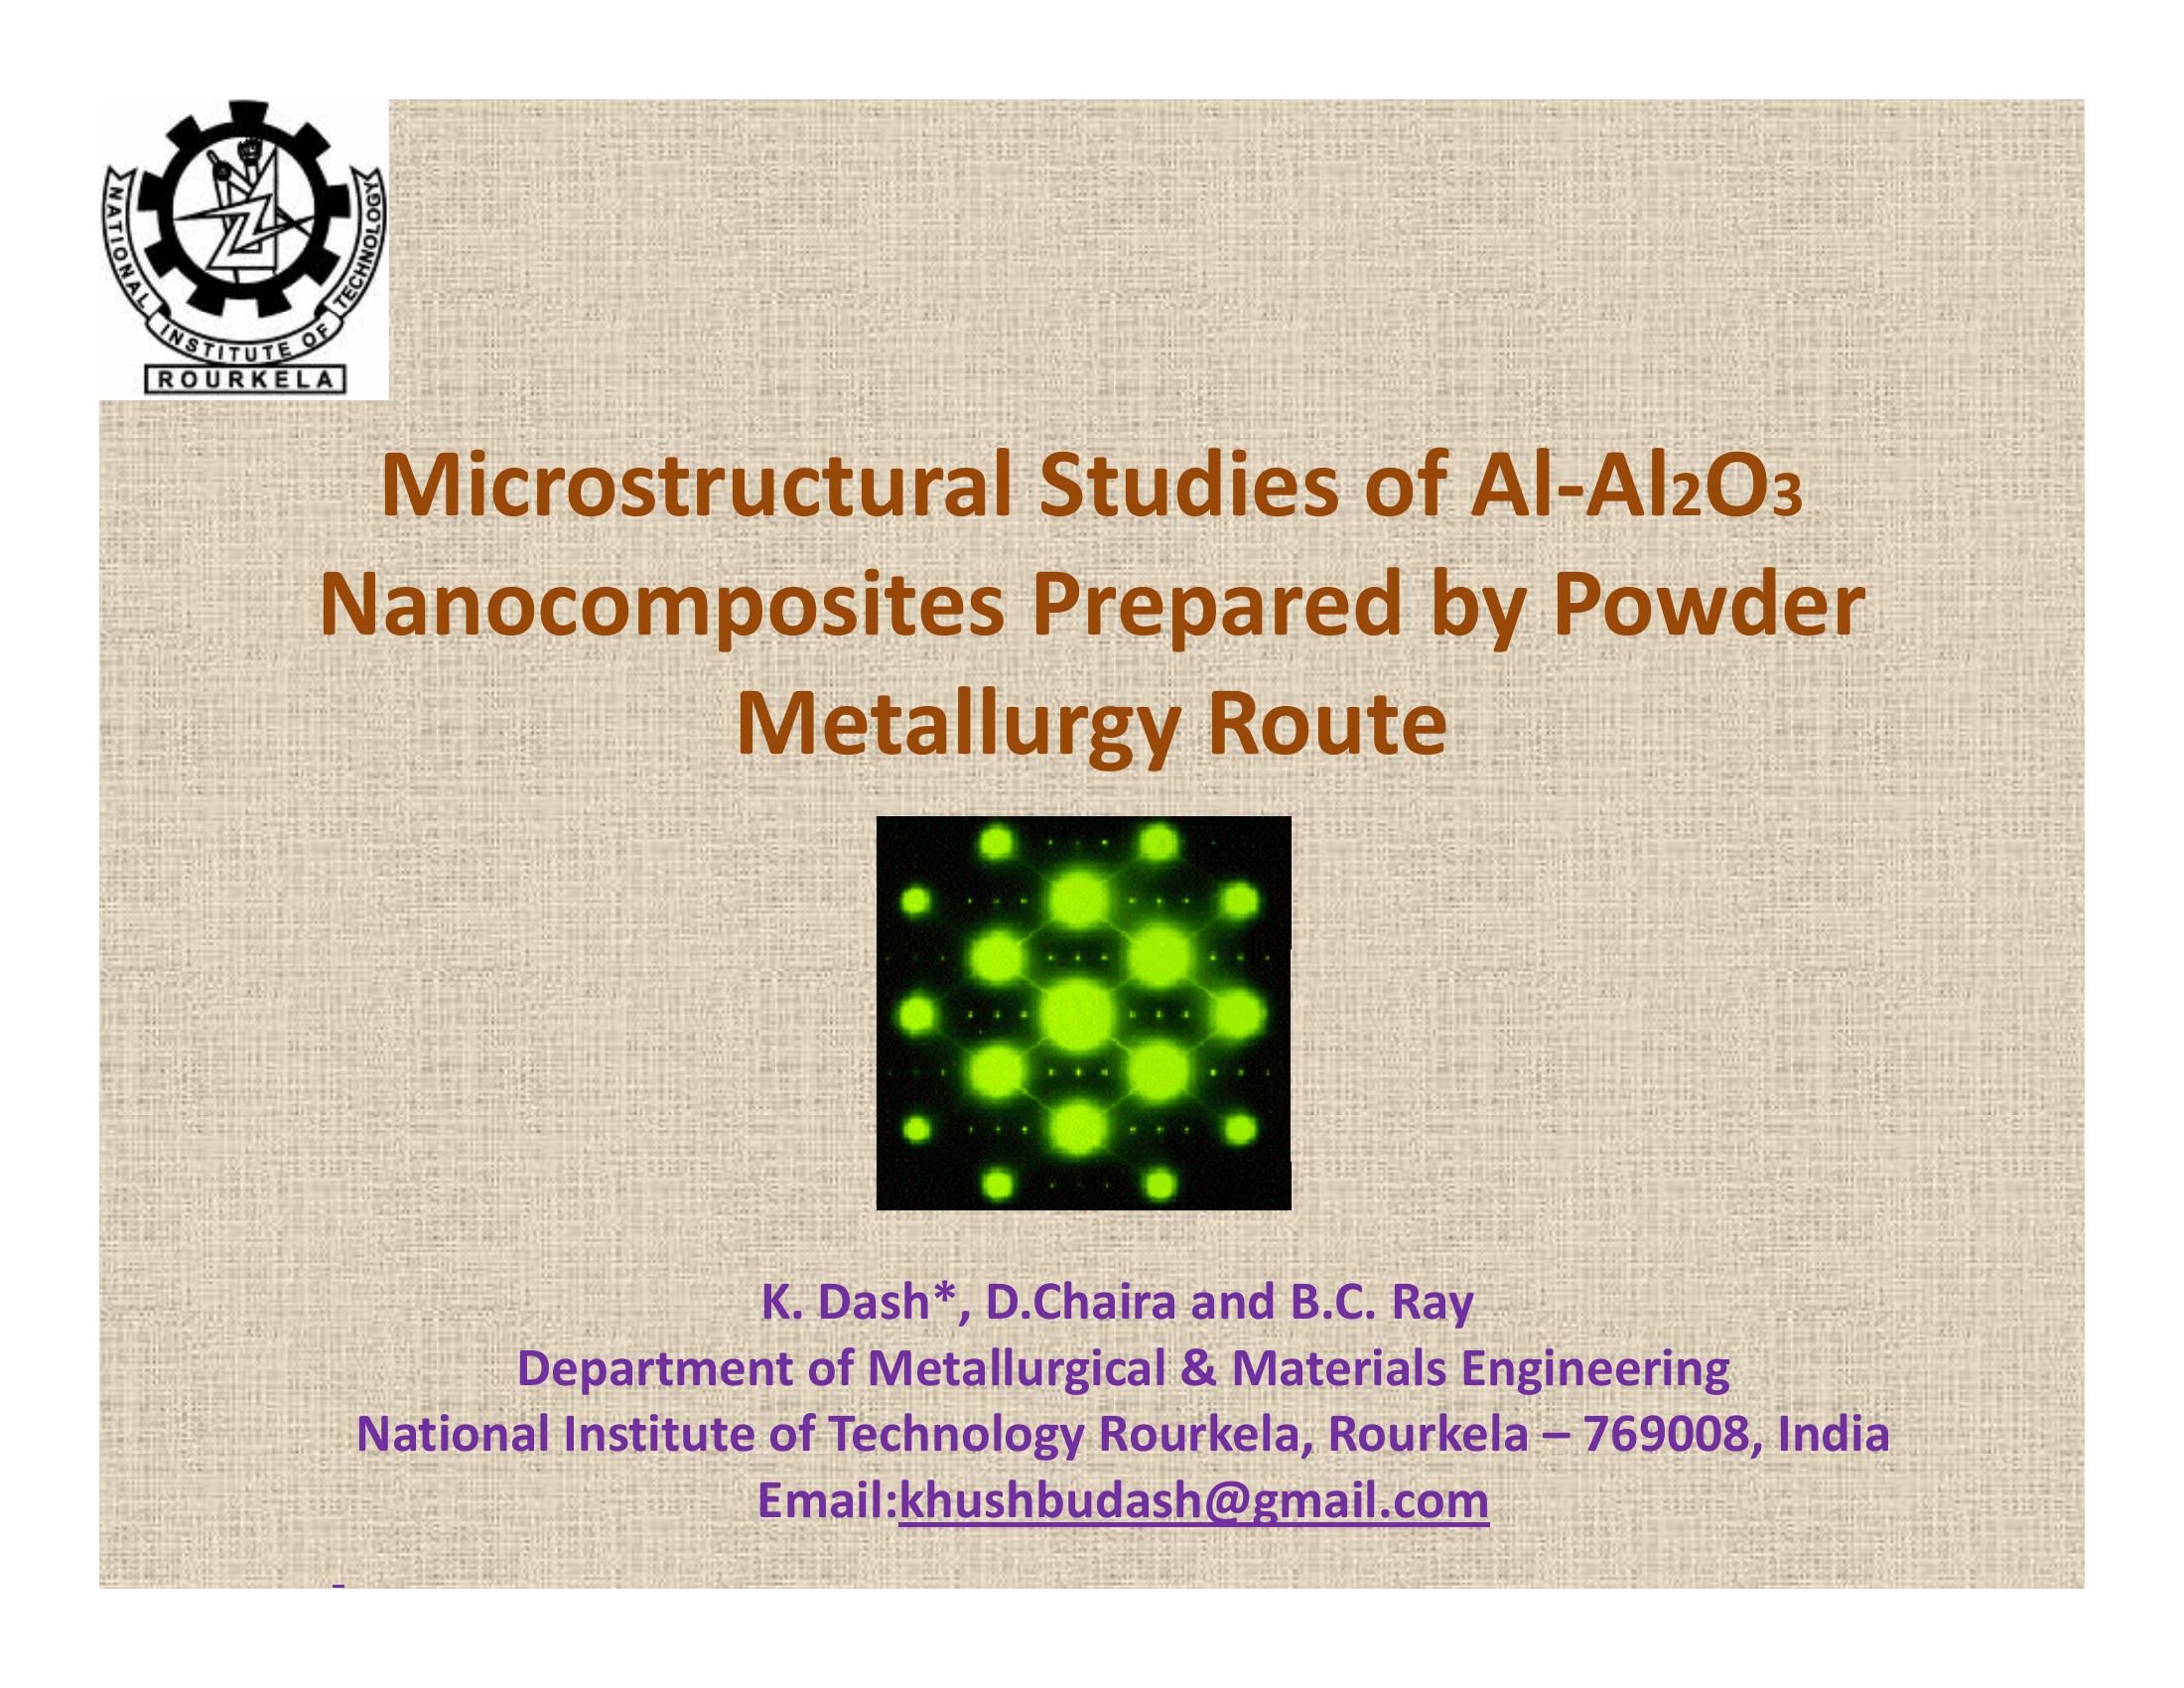 NATIONAL INSTITUTE OF TECHNOLOGY
ROURKELA
Microstructural Studies of Al-Al₂O₃
Nanocomposites Prepared by Powder
Metallurgy Route
K. Dash*, D.Chaira and B.C. Ray
Department of Metallurgical & Materials Engineering
National Institute of Technology Rourkela, Rourkela – 769008, India
Email:khushbudash@gmail.com